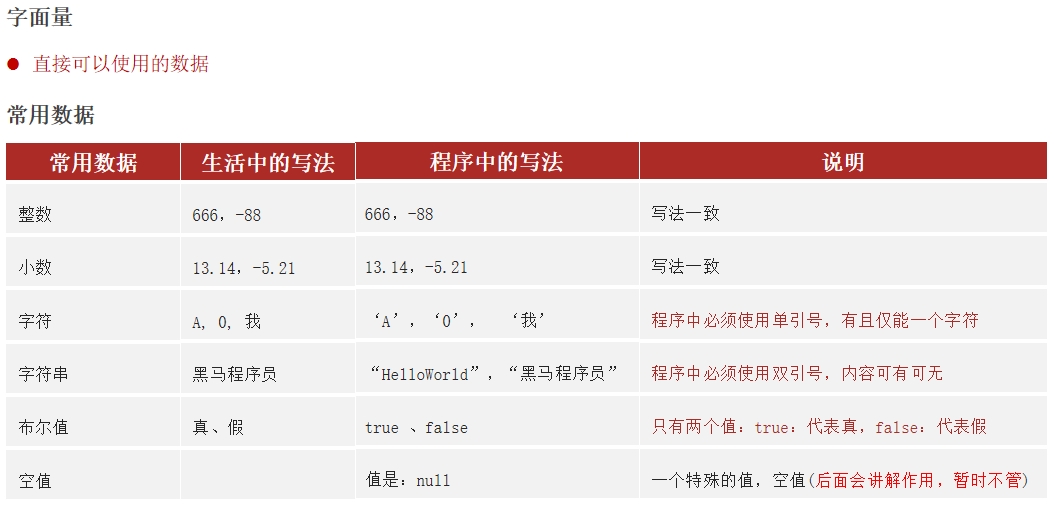 字面量
● 直接可以使用的数据
常用数据
常用数据 生活中的写法 程序中的写法 说明
整数 666，-88 666，-88 写法一致
小数 13.14，-5.21 13.14，-5.21 写法一致
字符 A, 0, 我 ‘A’，‘0’， ‘我’ 程序中必须使用单引号，有且仅能一个字符
字符串 黑马程序员 “HelloWorld”，“黑马程序员” 程序中必须使用双引号，内容可有可无
布尔值 真、假 true 、false 只有两个值：true：代表真，false：代表假
空值 值是：null 一个特殊的值，空值(后面会讲解作用，暂时不管)